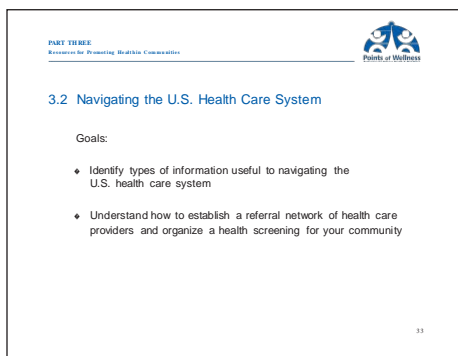 PART THREE
Resources for Promoting Healthin Communities
Points of Wellness
3.2 Navigating the U.S. Health Care System
Goals:
◆ Identify types of information useful to navigating the
U.S. health care system
◆ Understand how to establish a referral network of health care
providers and organize a health screening for your community
33